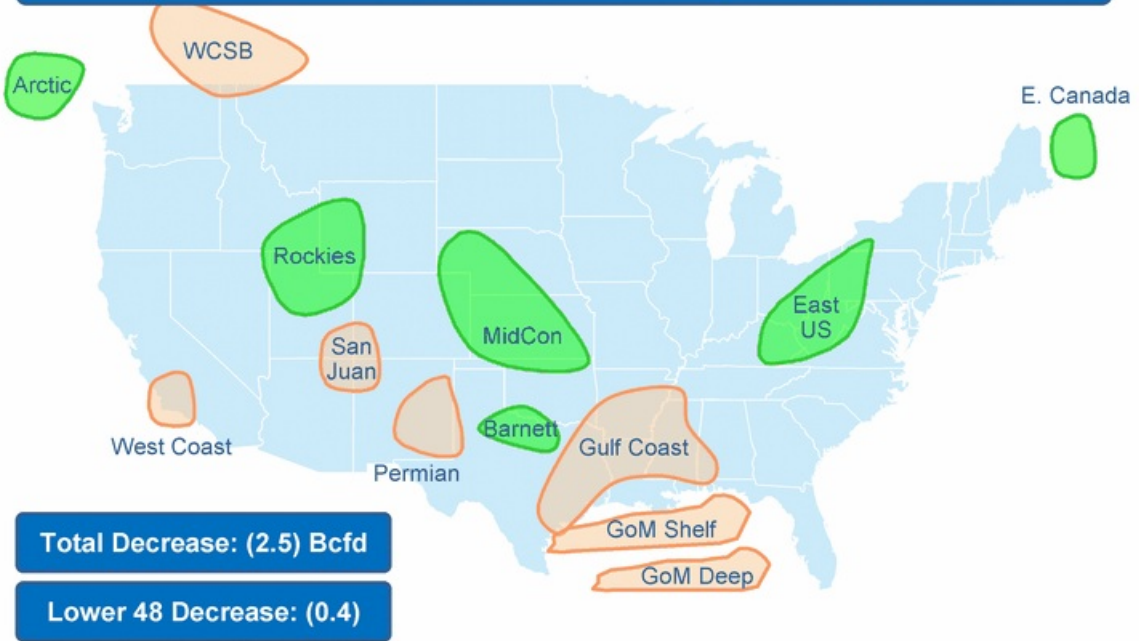 WCSB
Arctic
E. Canada
Rockies
East
US
MidCon
San
Juan
West Coast
Permian
Barnett
Gulf Coast
GoM Shelf
GoM Deep
Total Decrease: (2.5) Bcfd
Lower 48 Decrease: (0.4)